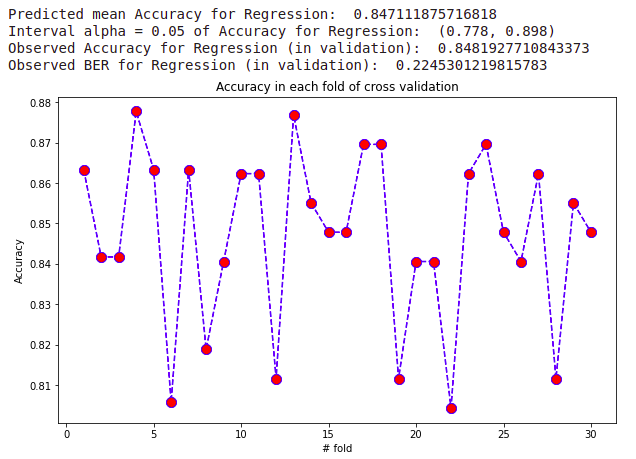 Predicted mean Accuracy for Regression:  0.847111875716818
Interval alpha = 0.05 of Accuracy for Regression:  (0.778, 0.898)
Observed Accuracy for Regression (in validation):  0.8481927710843373
Observed BER for Regression (in validation):  0.2245301219815783
Accuracy in each fold of cross validation
0.88
0.87
0.86
0.85
0.84
0.83
0.82
0.81
Accuracy
0 5 10 15 20 25 30
# fold